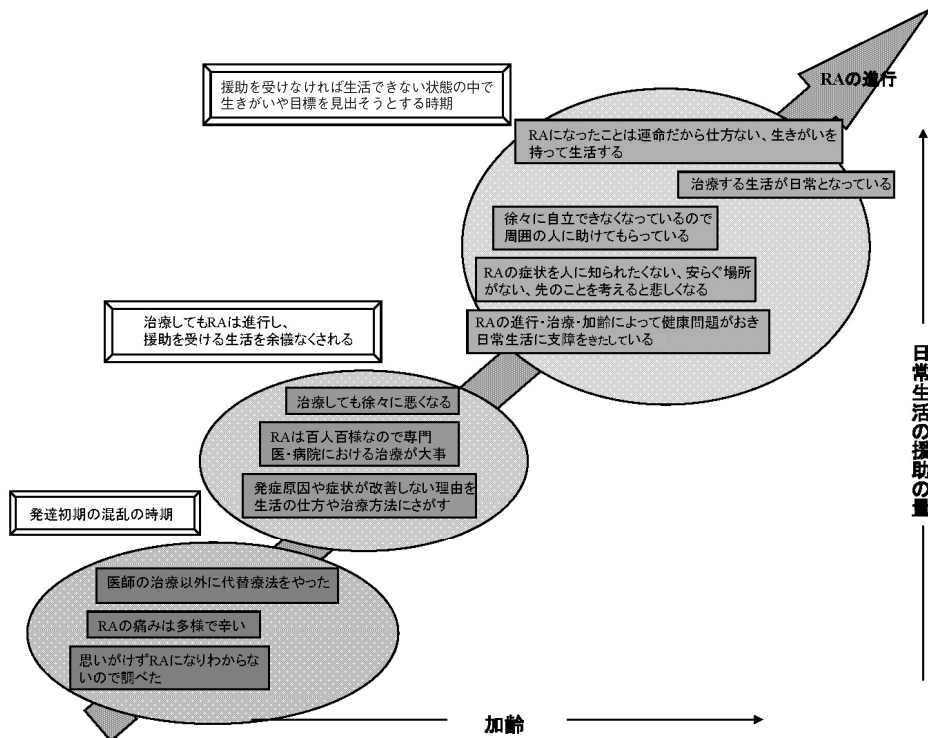 RAの進行
援助を受けなければ生活できない状態の中で
生きがいや目標を見出そうとする時期
RAになったことは運命だから仕方ない、生きがいを
持って生活する
治療する生活が日常となっている
徐々に自立できなくなっているので
周囲の人に助けてもらっている
RAの症状を人に知られたくない、安らぐ場所
がない、先のことを考えると悲しくなる
RAの進行・治療・加齢によって健康問題がおき
日常生活に支障をきたしている
治療してもRAは進行し、
援助を受ける生活を余儀なくされる
治療しても徐々に悪くなる
RAは百人百様なので専門
医・病院における治療が大事
発症原因や症状が改善しない理由を
生活の仕方や治療方法にさがす
発達初期の混乱の時期
医師の治療以外に代替療法をやった
RAの痛みは多様で辛い
思いがけずRAになりわからな
いので調べた
日常生活の援助の量
加齢